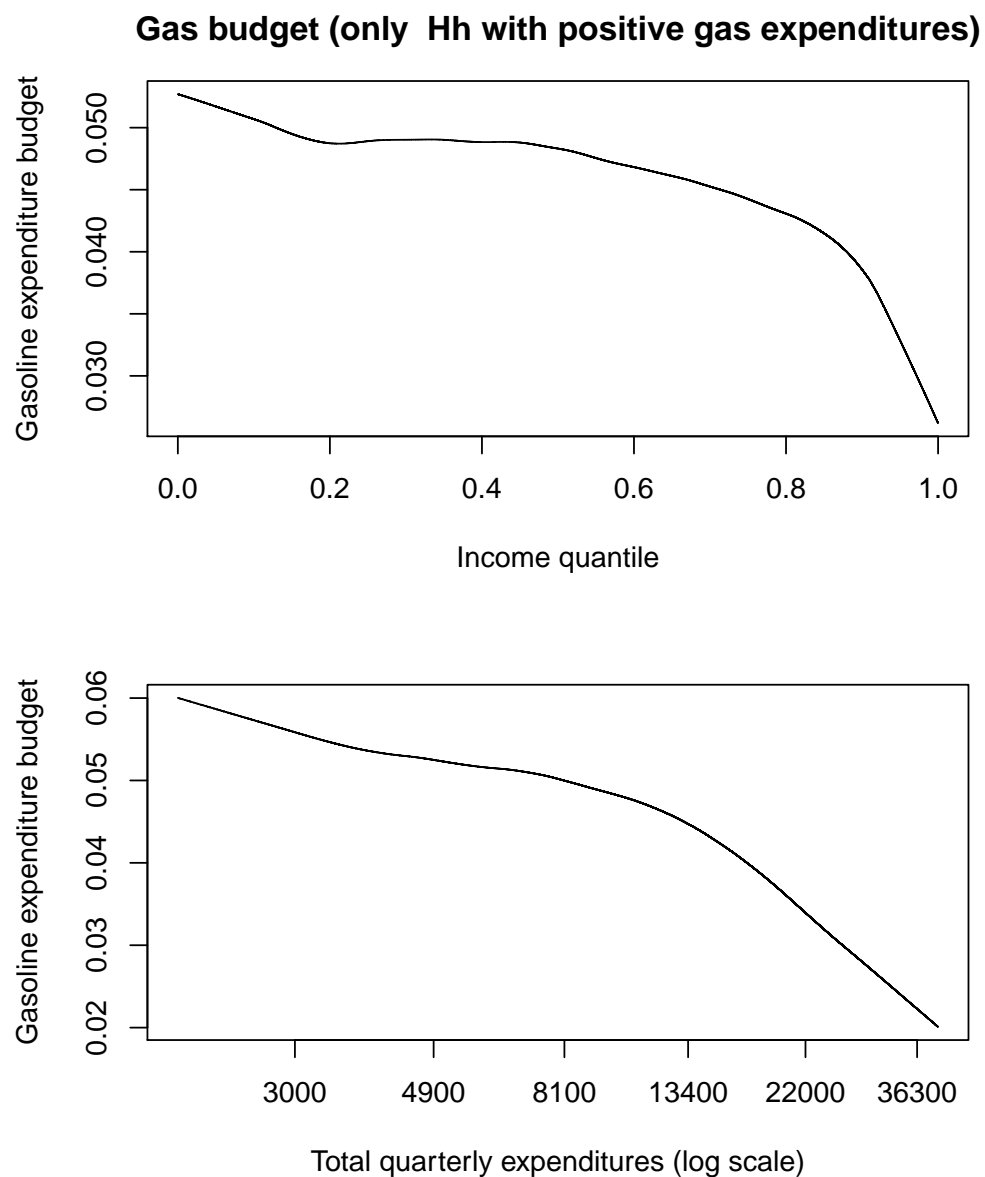 Gas budget (only  Hh with positive gas expenditures)
Gasoline expenditure budget
0.050
0.040
0.030
0.0 0.2 0.4 0.6 0.8 1.0
Income quantile
Gasoline expenditure budget
0.06
0.05
0.04
0.03
0.02
3000 4900 8100 13400 22000 36300
Total quarterly expenditures (log scale)